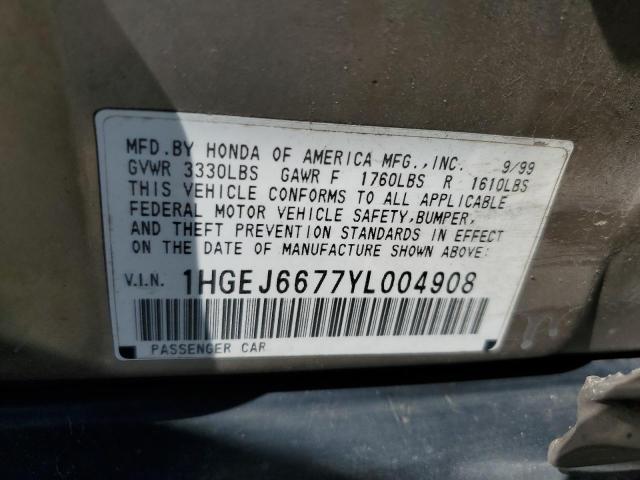 MFD.BY HONDA OF AMERICA MFG.,INC. 9/99
GVWR 3330LBS GAWR F 1760LBS R 1610LBS
THIS VEHICLE CONFORMS TO ALL APPLICABLE
FEDERAL MOTOR VEHICLE SAFETY,BUMPER,
AND THEFT PREVENTION STANDARDS IN EFFECT
ON THE DATE OF MANUFACTURE SHOWN ABOVE:
V.I.N. 1HGEJ6677YL004908
PASSENGER CAR